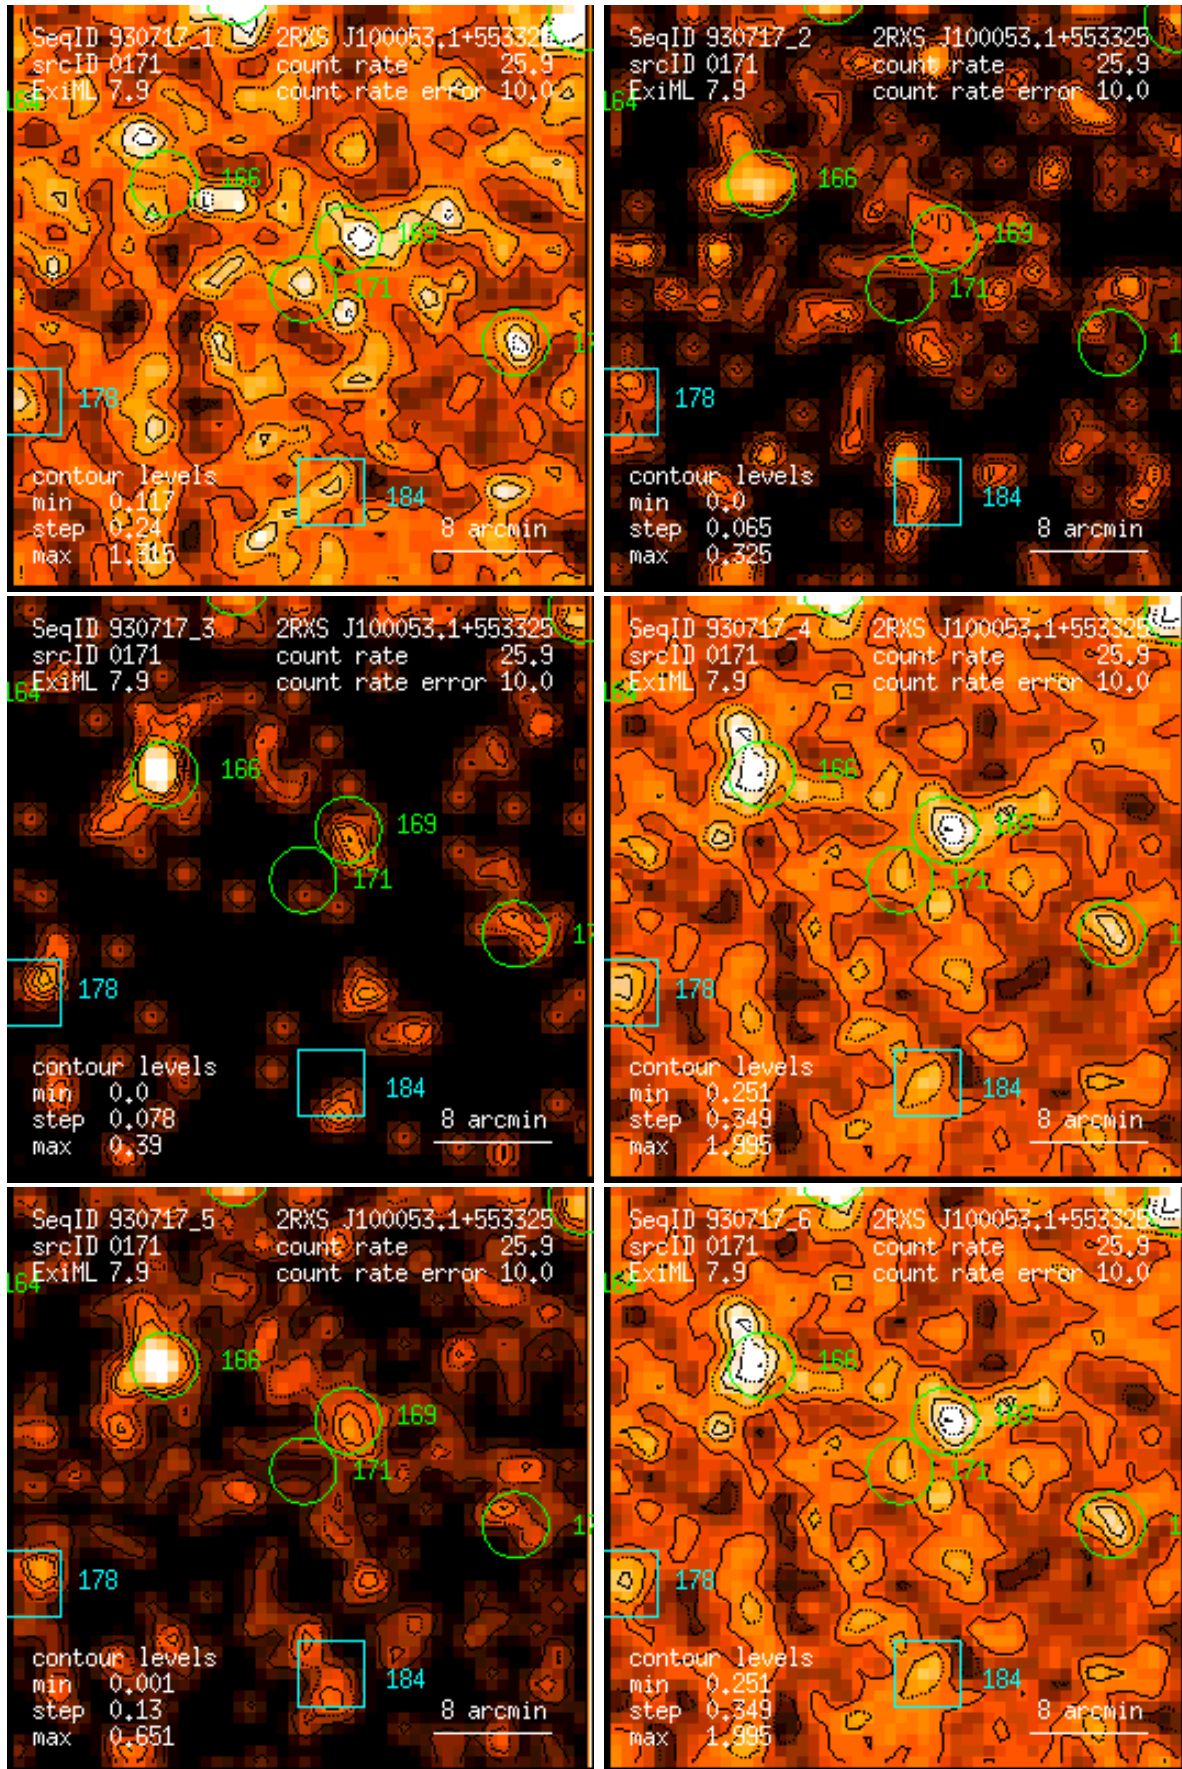 SeqID 930717_1 2RXS J100053.1+553325
srcID 0171 count rate 25.9
164
ExiML 7.9 count rate error 10.0
166
169
171
17
178
contour levels
min 0.117
184
step 0.24 8 arcmin
max 1.315
SeqID 930717_2 2RXS J100053.1+553325
srcID 0171 count rate 25.9
164
ExiML 7.9 count rate error 10.0
166
169
171
1
178
contour levels
min 0.0
184
step 0.065 8 arcmin
max 0.325
SeqID 930717_3 2RXS J100053.1+553325
srcID 0171 count rate 25.9
164
ExiML 7.9 count rate error 10.0
166
169
171
17
178
contour levels
min 0.0
184
step 0.078 8 arcmin
max 0.39
SeqID 930717_4 2RXS J100053.1+553325
srcID 0171 count rate 25.9
164
ExiML 7.9 count rate error 10.0
166
169
171
1
178
contour levels
min 0.251
184
step 0.349 8 arcmin
max 1.995
SeqID 930717_5 2RXS J100053.1+553325
srcID 0171 count rate 25.9
164
ExiML 7.9 count rate error 10.0
166
169
171
17
178
contour levels
min 0.001
184
step 0.13 8 arcmin
max 0.651
SeqID 930717_6 2RXS J100053.1+553325
srcID 0171 count rate 25.9
164
ExiML 7.9 count rate error 10.0
166
169
171
1
178
contour levels
min 0.251
184
step 0.349 8 arcmin
max 1.995